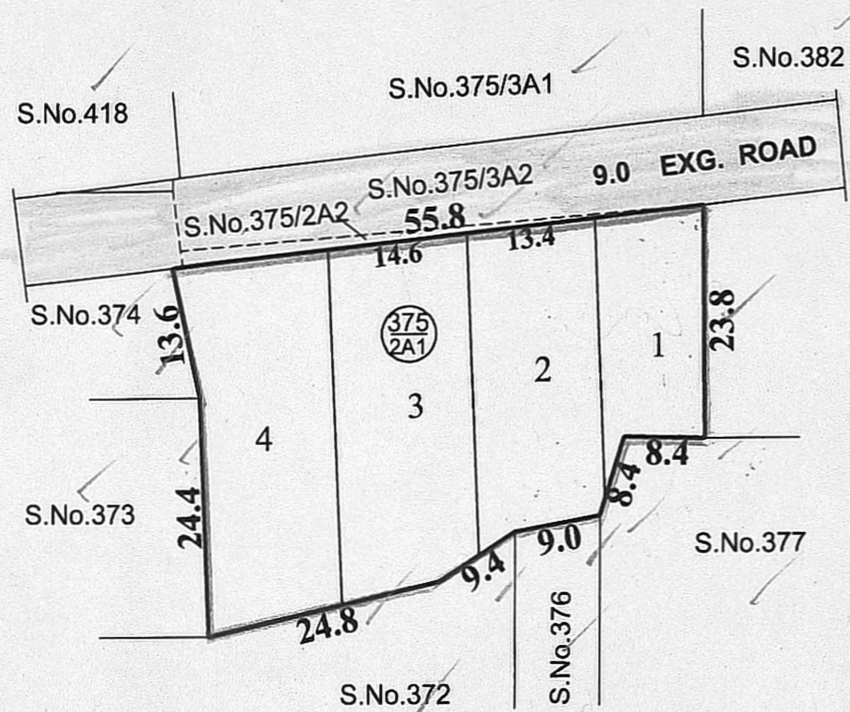 S.No.382
S.No.375/3A1
S.No.418
9.0 EXG. ROAD
S.No.375/3A2
S.No.375/2A2
55.8
14.6
13.4
S.No.374
13.6
375
2A1
23.8
1
2
3
4
8.4
8.4
S.No.373
24.4
9.0
9.4
S.No.377
24.8
S.No.376
S.No.372